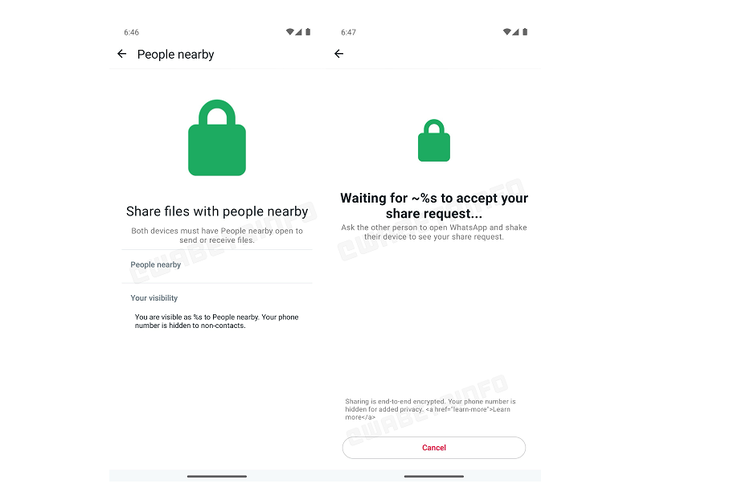 6:46
People nearby
Share files with people nearby
Both devices must have People nearby open to
send or receive files.
People nearby
Your visibility
You are visible as %s to People nearby. Your phone
number is hidden to non-contacts.
6:47
Waiting for ~%s to accept your
share request...
Ask the other person to open WhatsApp and shake
their device to see your share request.
Sharing is end-to-end encrypted. Your phone number is
hidden for added privacy. <a href="learn-more">Learn
more</a>
Cancel